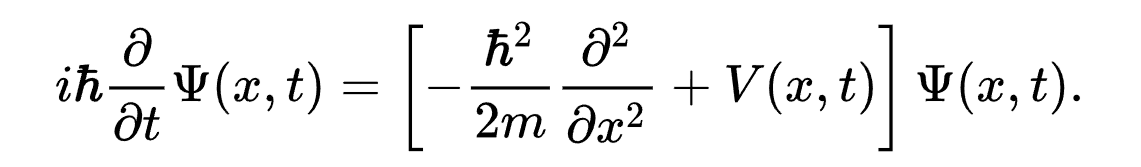 iℏ ∂/∂t Ψ(x, t) = [−ℏ²/2m ∂²/∂x² + V(x, t)] Ψ(x, t).